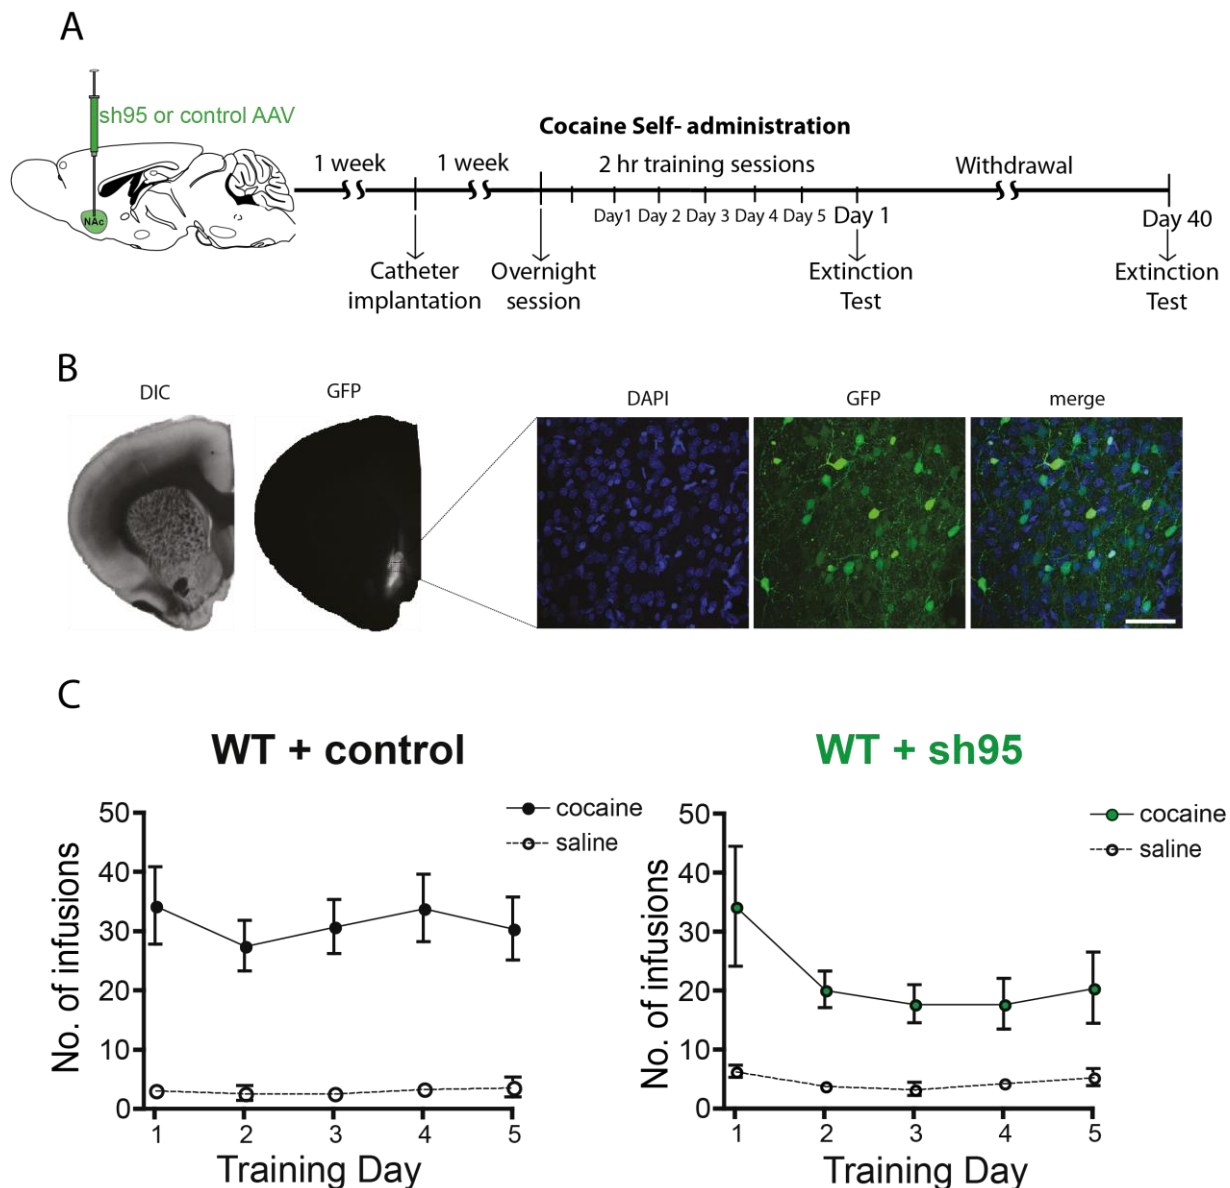 A
sh95 or control AAV
NAc
Cocaine Self- administration
1 week
1 week
2 hr training sessions
Withdrawal
Day1 Day 2 Day 3 Day 4 Day 5 Day 1
Day 40
Catheter
implantation
Overnight
session
Extinction
Test
Extinction
Test
B
DIC
GFP
DAPI
GFP
merge
C
WT + control
cocaine
saline
No. of infusions
50
40
30
20
10
0
1 2 3 4 5
Training Day
WT + sh95
cocaine
saline
No. of infusions
50
40
30
20
10
0
1 2 3 4 5
Training Day